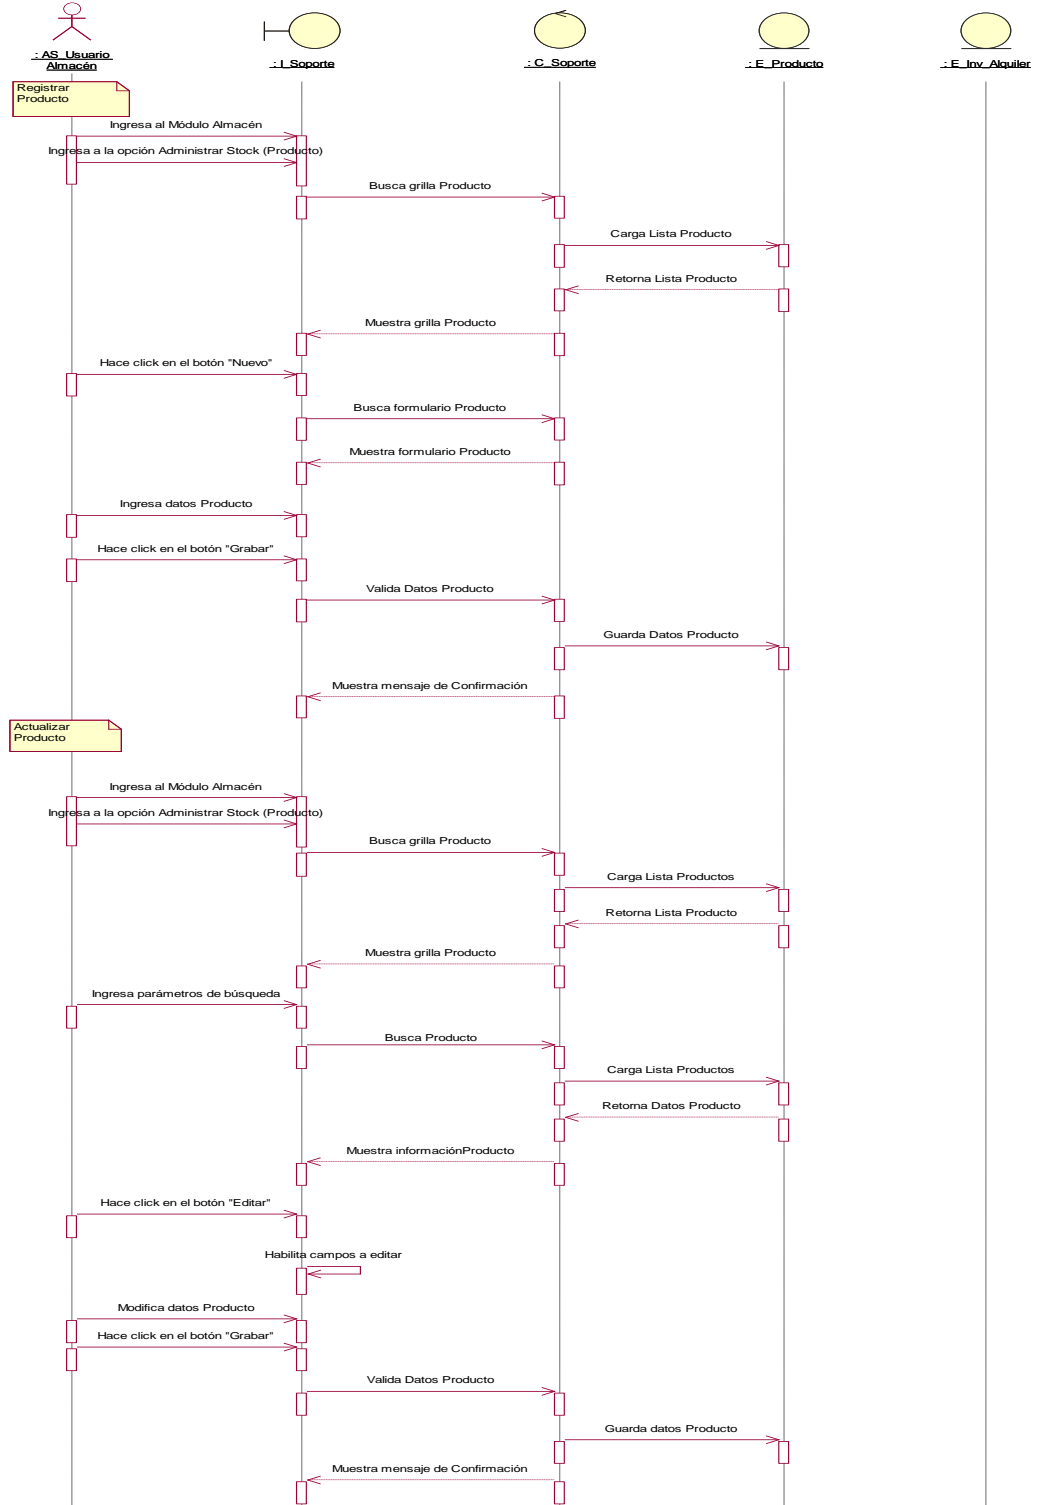 : AS_Usuario
Almacén
: I_Soporte
: C_Soporte
: E_Producto
: E_Inv_Alquiler
Registrar
Producto
Ingresa al Módulo Almacén
Ingresa a la opción Administrar Stock (Producto)
Busca grilla Producto
Carga Lista Producto
Retorna Lista Producto
Muestra grilla Producto
Hace click en el botón "Nuevo"
Busca formulario Producto
Muestra formulario Producto
Ingresa datos Producto
Hace click en el botón "Grabar"
Valida Datos Producto
Guarda Datos Producto
Muestra mensaje de Confirmación
Actualizar
Producto
Ingresa al Módulo Almacén
Ingresa a la opción Administrar Stock (Producto)
Busca grilla Producto
Carga Lista Productos
Retorna Lista Producto
Muestra grilla Producto
Ingresa parámetros de búsqueda
Busca Producto
Carga Lista Productos
Retorna Datos Producto
Muestra informaciónProducto
Hace click en el botón "Editar"
Habilita campos a editar
Modifica datos Producto
Hace click en el botón "Grabar"
Valida Datos Producto
Guarda datos Producto
Muestra mensaje de Confirmación